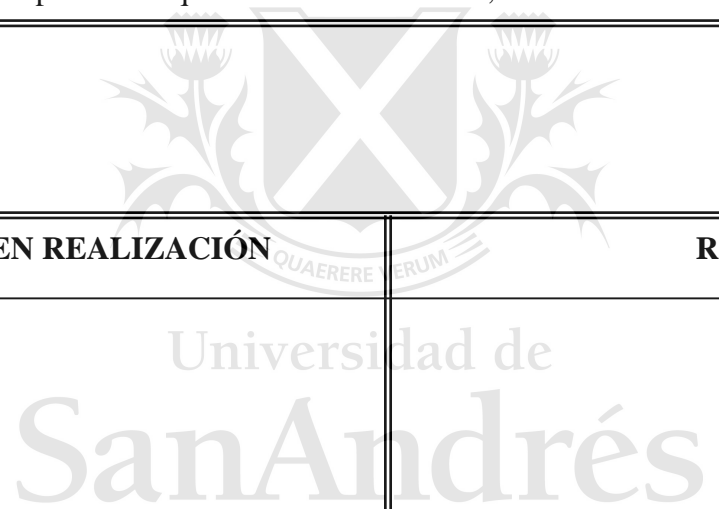 EN REALIZACIÓN
R
QUAERERE VERUM
Universidad de
SanAndrés